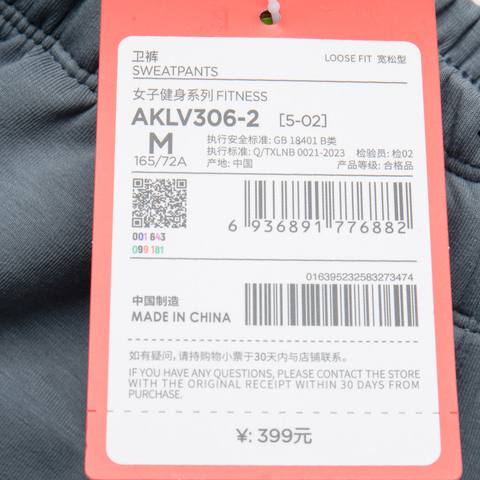 卫裤
LOOSE FIT 宽松型
SWEATPANTS
女子健身系列 FITNESS
AKLV306-2 [5-02]
M
165/72A
执行安全标准: GB 18401 B类
执行标准: Q/TXLNB 0021-2023 检验员: 检02
产地: 中国 产品等级: 合格品
001 643
099 181
6 936891 776882
016395232583273474
中国制造
MADE IN CHINA
如有疑问,请持购物小票于30天内与店铺联系。
IF YOU HAVE ANY QUESTIONS, PLEASE CONTACT THE STORE
WITH THE ORIGINAL RECEIPT WITHIN 30 DAYS FROM
PURCHASE.
¥: 399元